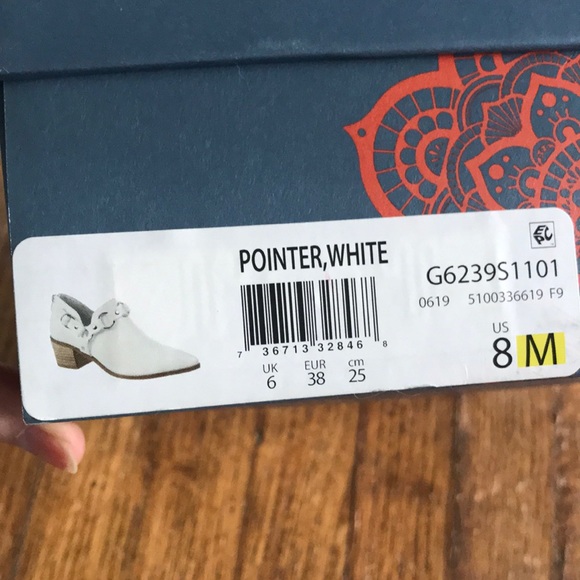 POINTER,WHITE
G6239S1101
0619 5100336619 F9
7 36713 32846 8
UK EUR cm
6 38 25
US
8 M